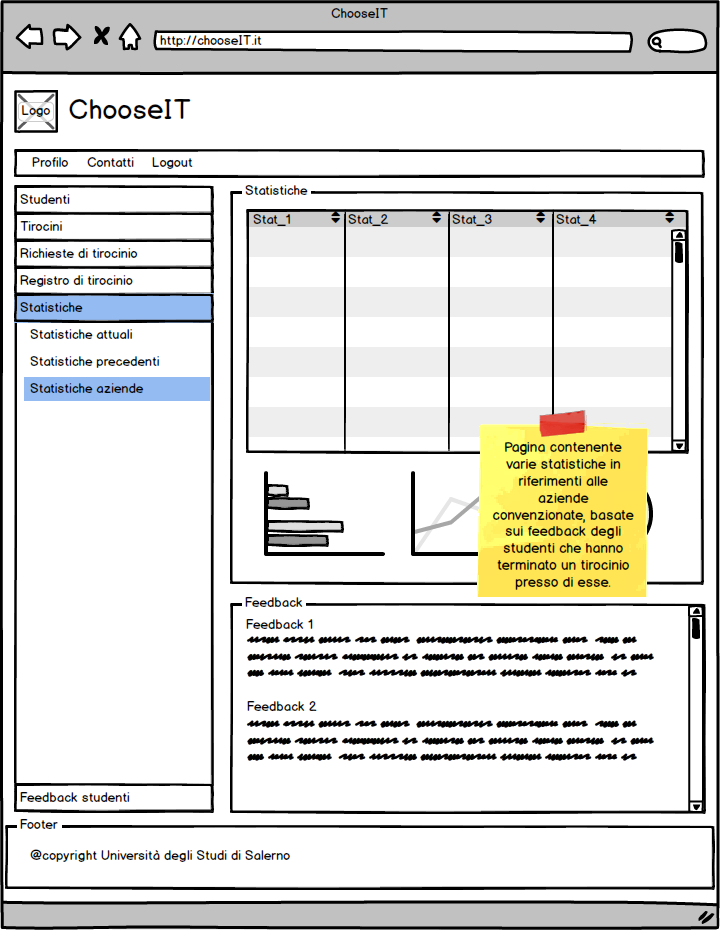 ChooseIT
http://chooseIT.it
Logo
ChooseIT
Profilo Contatti Logout
Studenti
Tirocini
Richieste di tirocinio
Registro di tirocinio
Statistiche
Statistiche attuali
Statistiche precedenti
Statistiche aziende
Feedback studenti
Statistiche
Stat_1 Stat_2 Stat_3 Stat_4
Pagina contenente
varie statistiche in
riferimenti alle
aziende
convenzionate, basate
sui feedback degli
studenti che hanno
terminato un tirocinio
presso di esse.
Feedback
Feedback 1
Feedback 2
Footer
@copyright Università degli Studi di Salerno